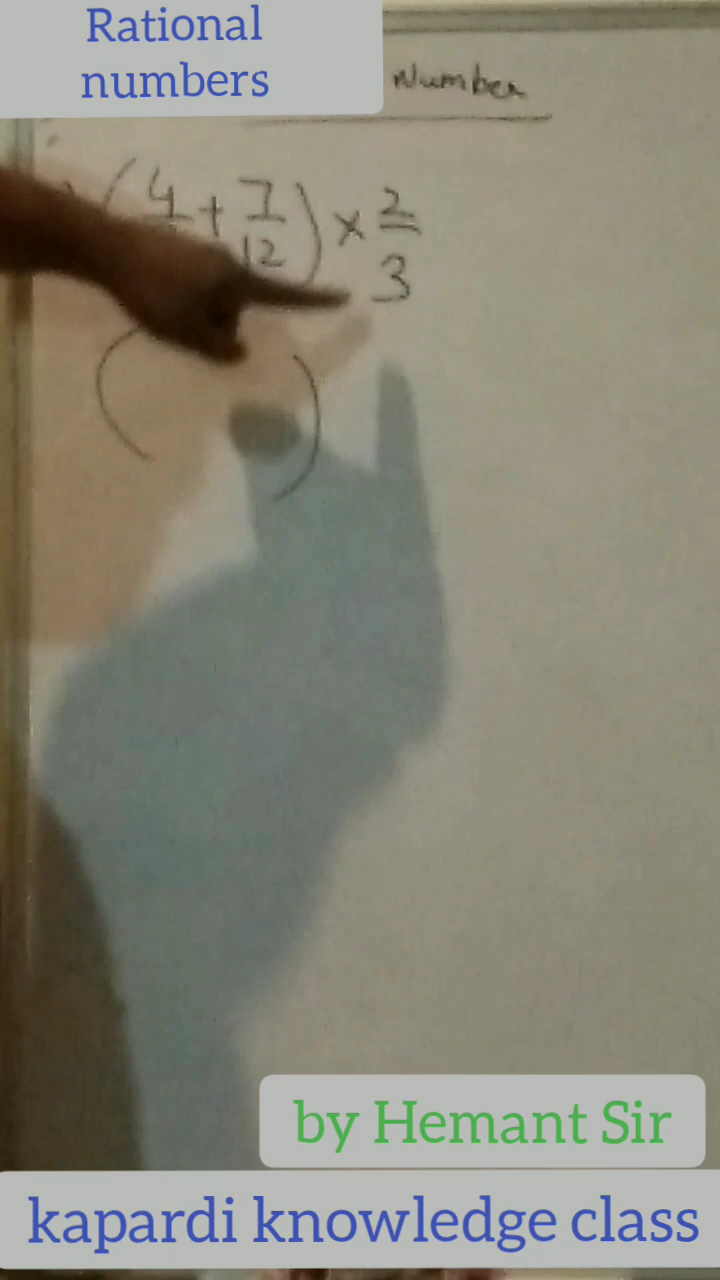 Rational
numbers
Number
(4 + 7/12) × 2/3
( )
by Hemant Sir
kapardi knowledge class